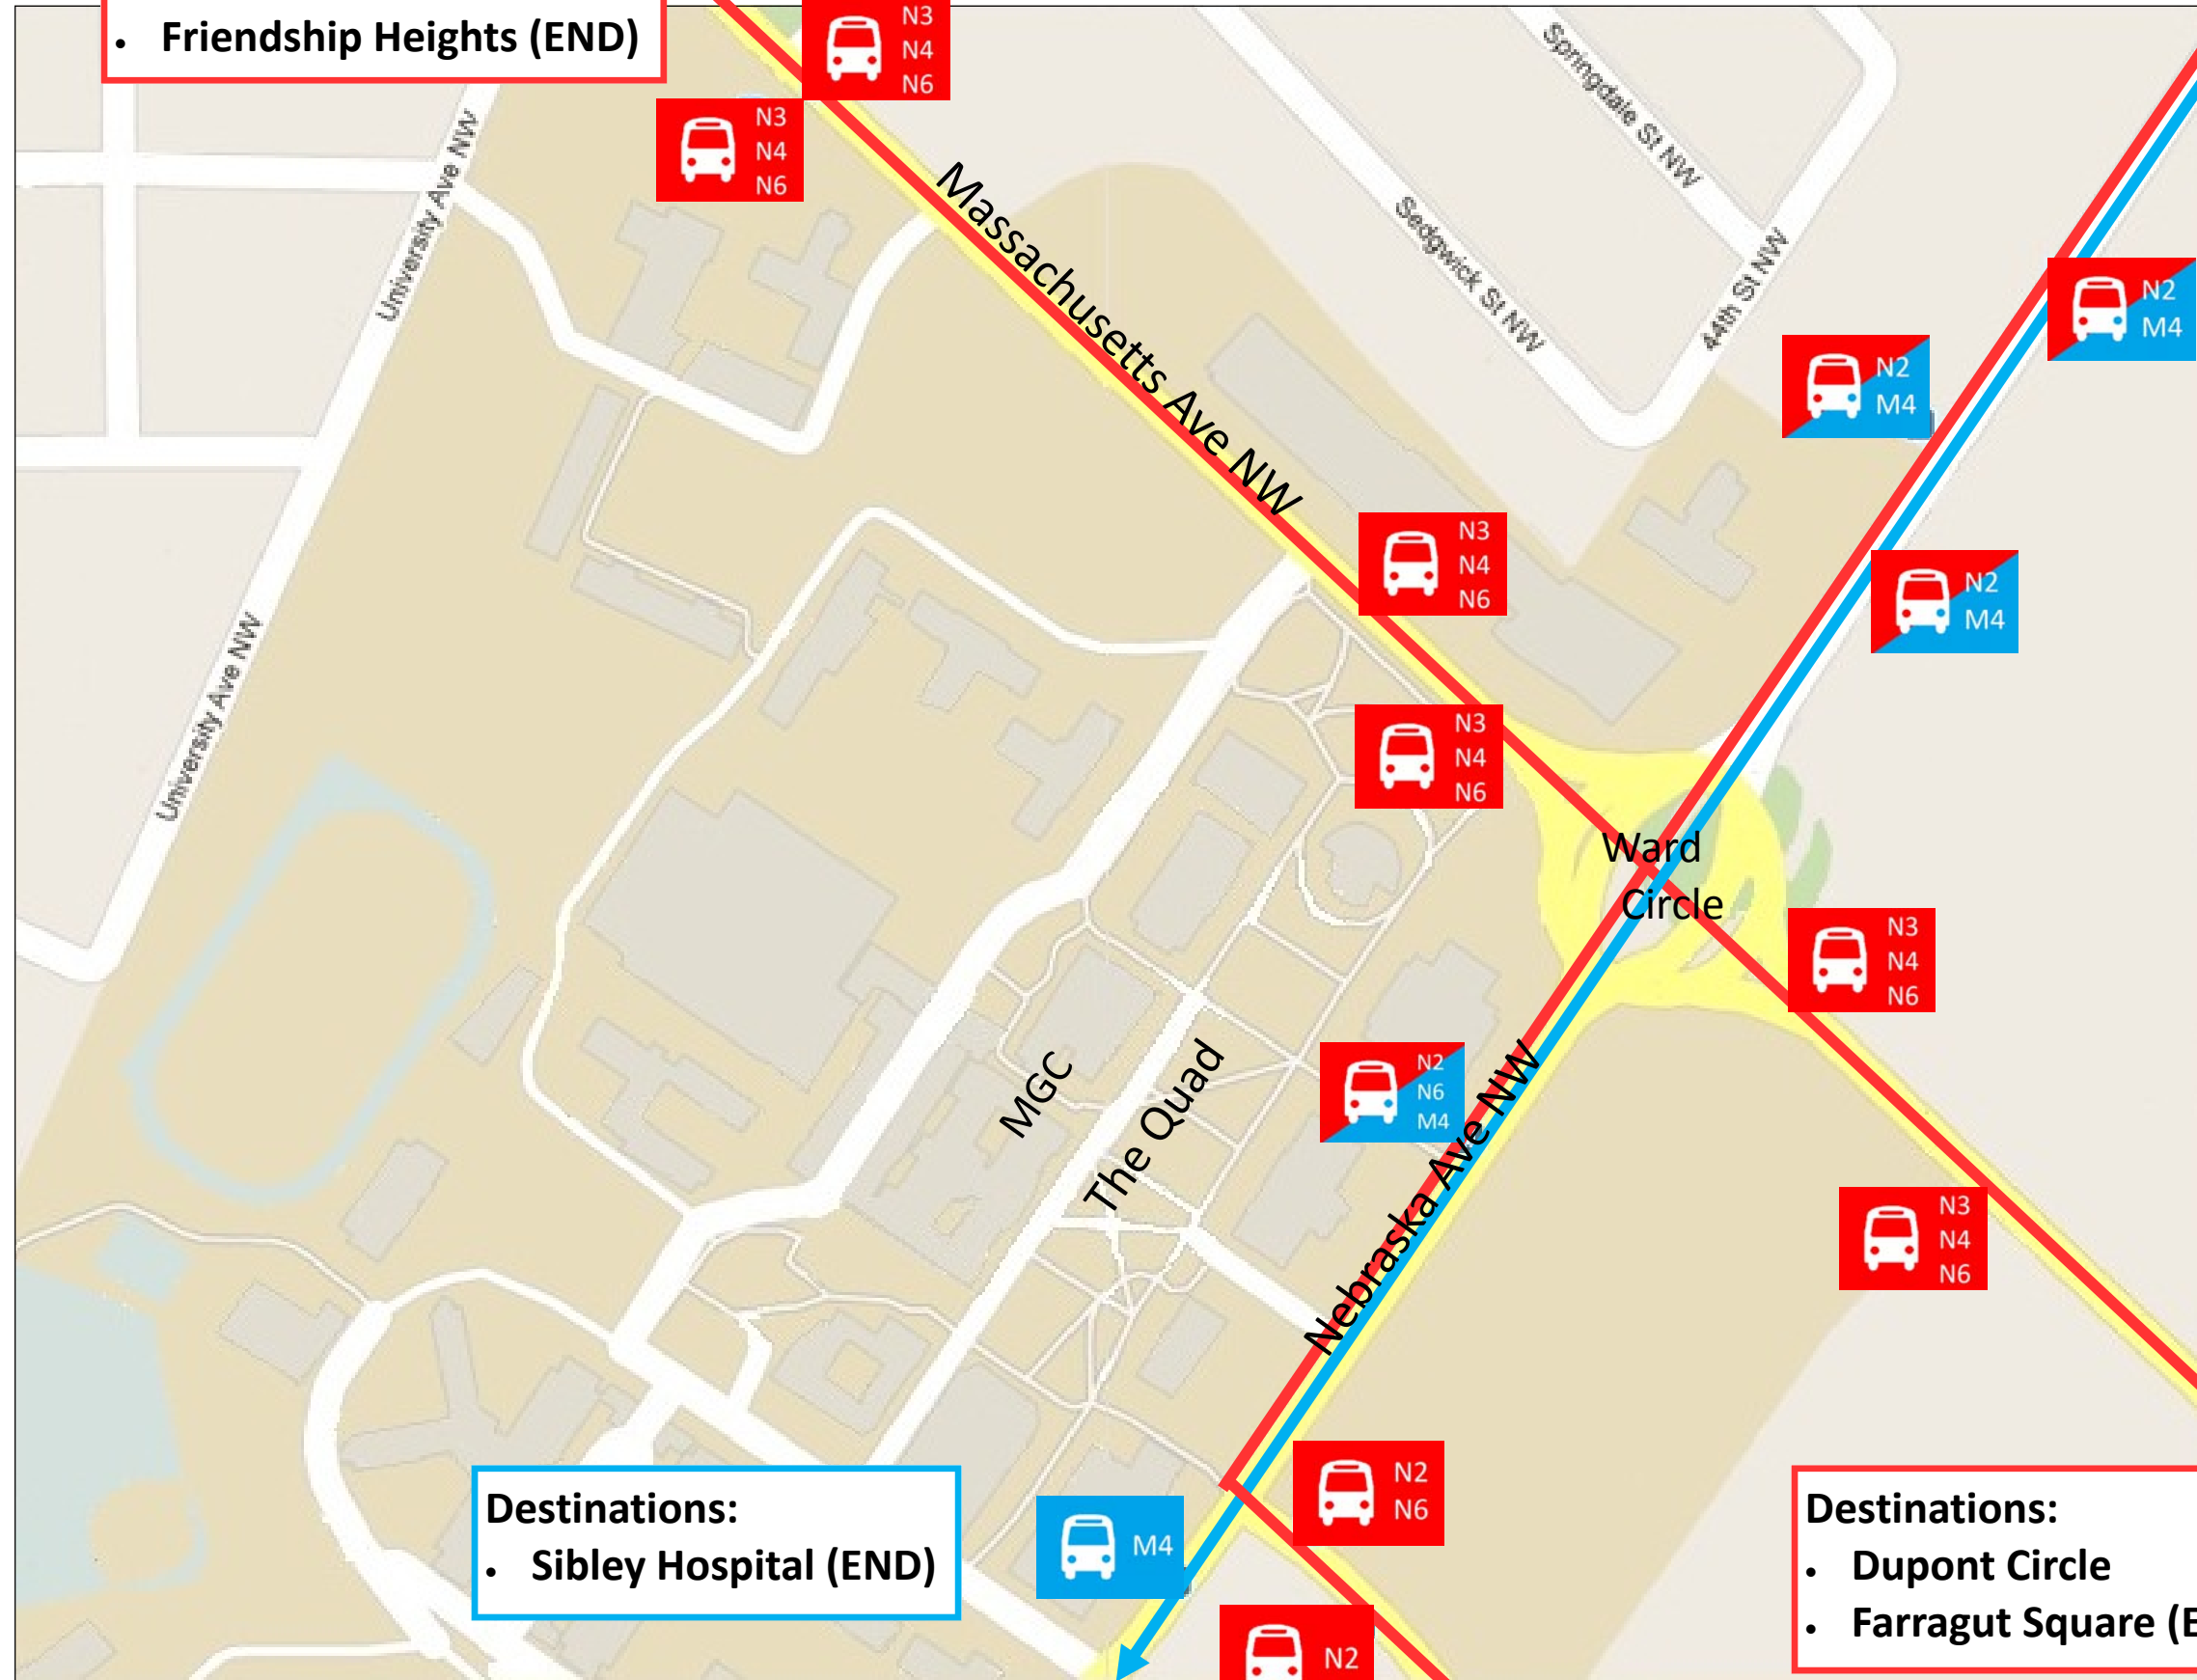 • Friendship Heights (END)
N3
N4
N6
N3
N4
N6
University Ave NW
Massachusetts Ave NW
Springdale St NW
Sedgwick St NW
44th St NW
N2
M4
N2
M4
N3
N4
N6
N2
M4
University Ave NW
N3
N4
N6
Ward
Circle
N3
N4
N6
MGC
The Quad
N2
N6
M4
Nebraska Ave NW
N3
N4
N6
N2
N6
M4
Destinations:
• Sibley Hospital (END)
Destinations:
• Dupont Circle
• Farragut Square (E
N2